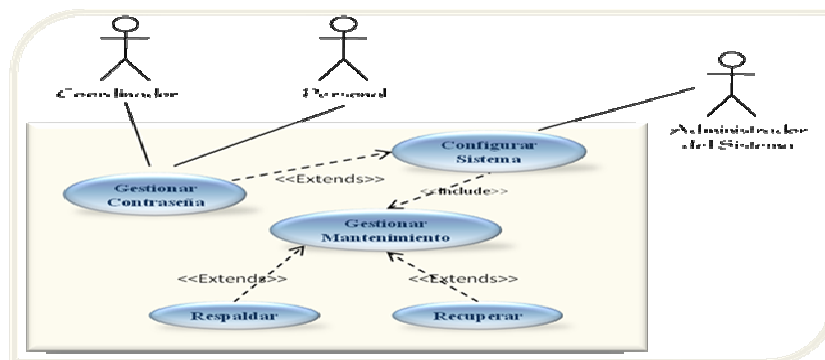 Coordinador
Personal
Administrador
del Sistema
Configurar
Sistema
<<Extends>>
<<Include>>
Gestionar
Contraseña
Gestionar
Mantenimiento
<<Extends>>
<<Extends>>
Respaldar
Recuperar